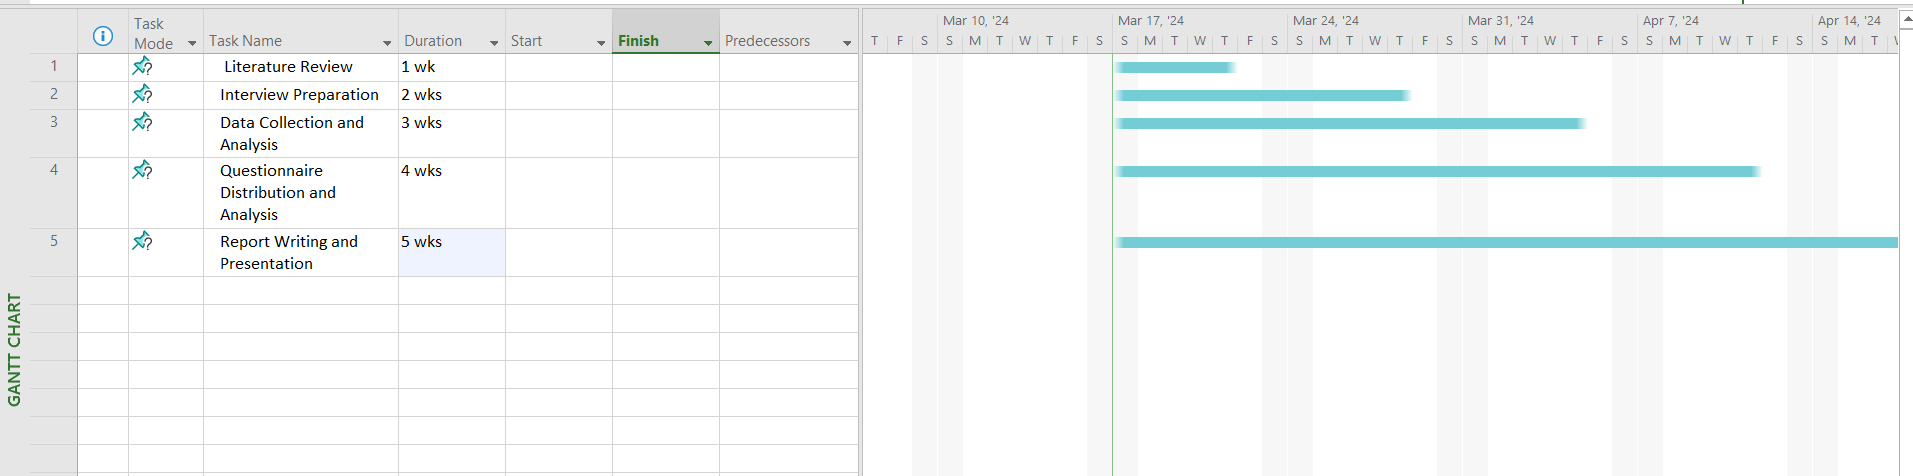 Task
Mode
Task Name
Duration
Start
Finish
Predecessors
Mar 10, '24
Mar 17, '24
Mar 24, '24
Mar 31, '24
Apr 7, '24
Apr 14, '24
T F S S M T W T F S S M T W T F S S M T W T F S S M T W T F S S M T W T F S S M T
1 Literature Review 1 wk
2 Interview Preparation 2 wks
3 Data Collection and 3 wks
Analysis
4 Questionnaire 4 wks
Distribution and
Analysis
5 Report Writing and 5 wks
Presentation
GANTT CHART